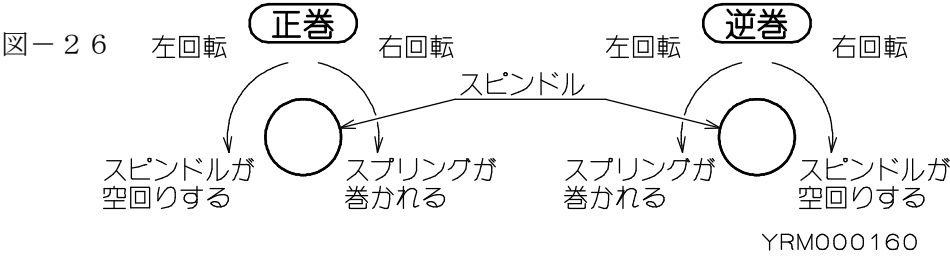 図－２６
正巻
左回転
右回転
逆巻
左回転
右回転
スピンドル
スピンドルが
空回りする
スプリングが
巻かれる
スプリングが
巻かれる
スピンドルが
空回りする
YRM000160